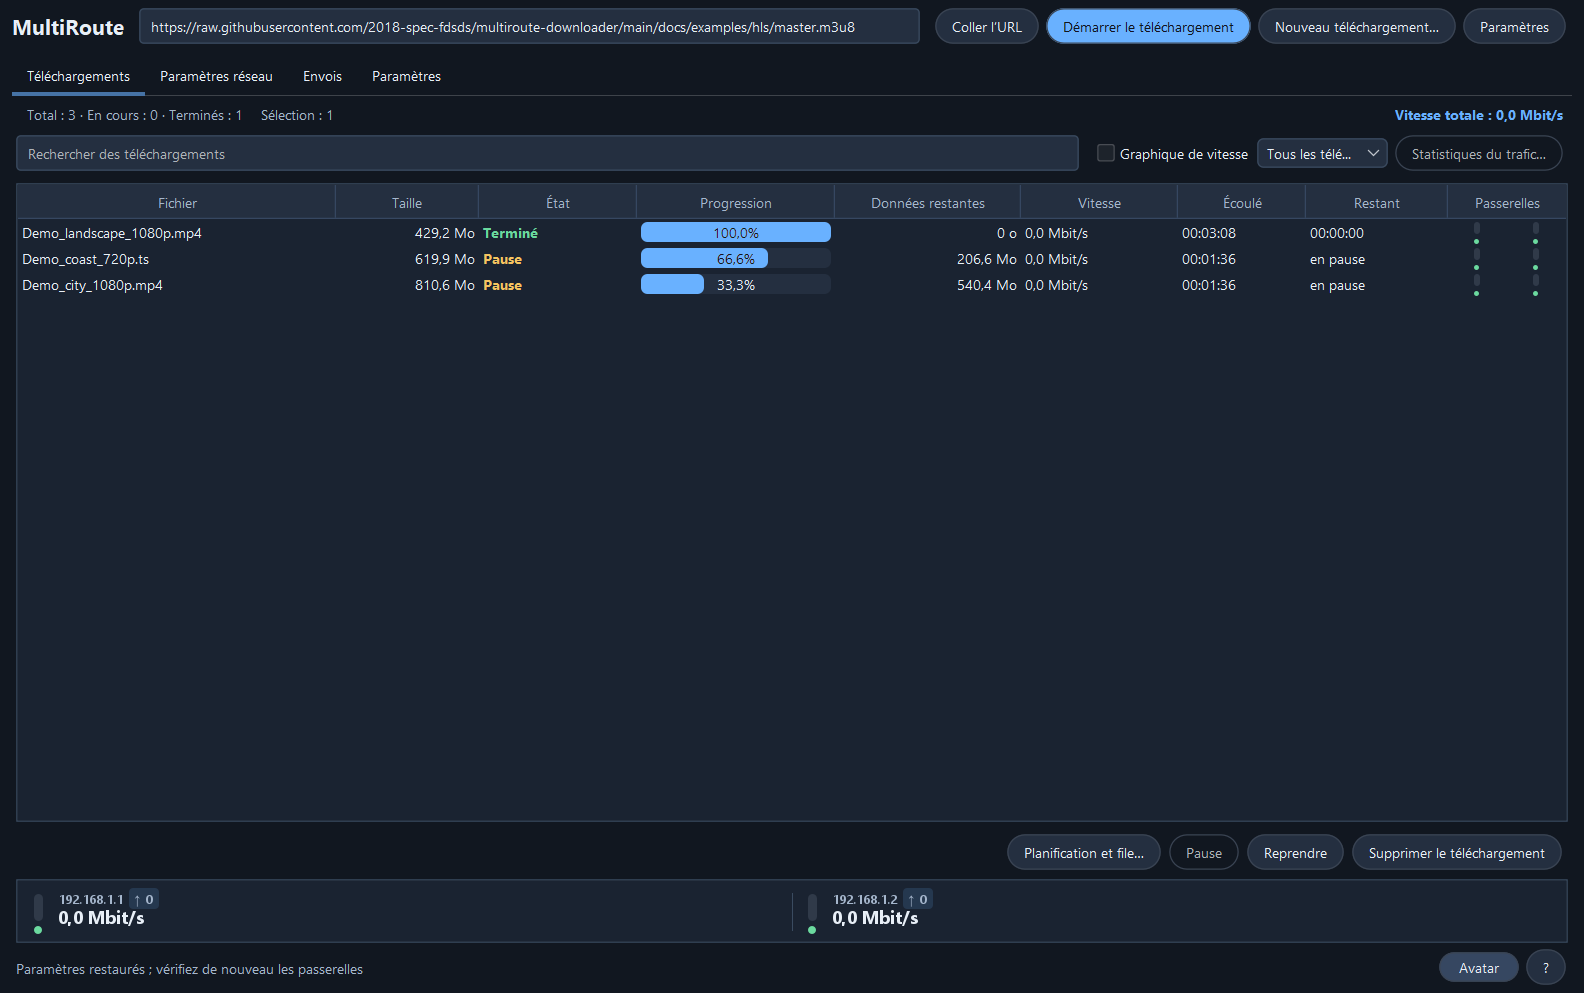 MultiRoute https://raw.githubusercontent.com/2018-spec-fdsds/multiroute-downloader/main/docs/examples/hls/master.m3u8 Coller l'URL Démarrer le téléchargement Nouveau téléchargement... Paramètres
Téléchargements Paramètres réseau Envois Paramètres
Total : 3 · En cours : 0 · Terminés : 1 Sélection : 1 Vitesse totale : 0,0 Mbit/s
Rechercher des téléchargements Graphique de vitesse Tous les télé... Statistiques du trafic...
Fichier Taille État Progression Données restantes Vitesse Écoulé Restant Passerelles
Demo_landscape_1080p.mp4 429,2 Mo Terminé 100,0% 0 o 0,0 Mbit/s 00:03:08 00:00:00
Demo_coast_720p.ts 619,9 Mo Pause 66,6% 206,6 Mo 0,0 Mbit/s 00:01:36 en pause
Demo_city_1080p.mp4 810,6 Mo Pause 33,3% 540,4 Mo 0,0 Mbit/s 00:01:36 en pause
Planification et file... Pause Reprendre Supprimer le téléchargement
192.168.1.1 ↑ 0 192.168.1.2 ↑ 0
0,0 Mbit/s 0,0 Mbit/s
Paramètres restaurés ; vérifiez de nouveau les passerelles Avatar ?